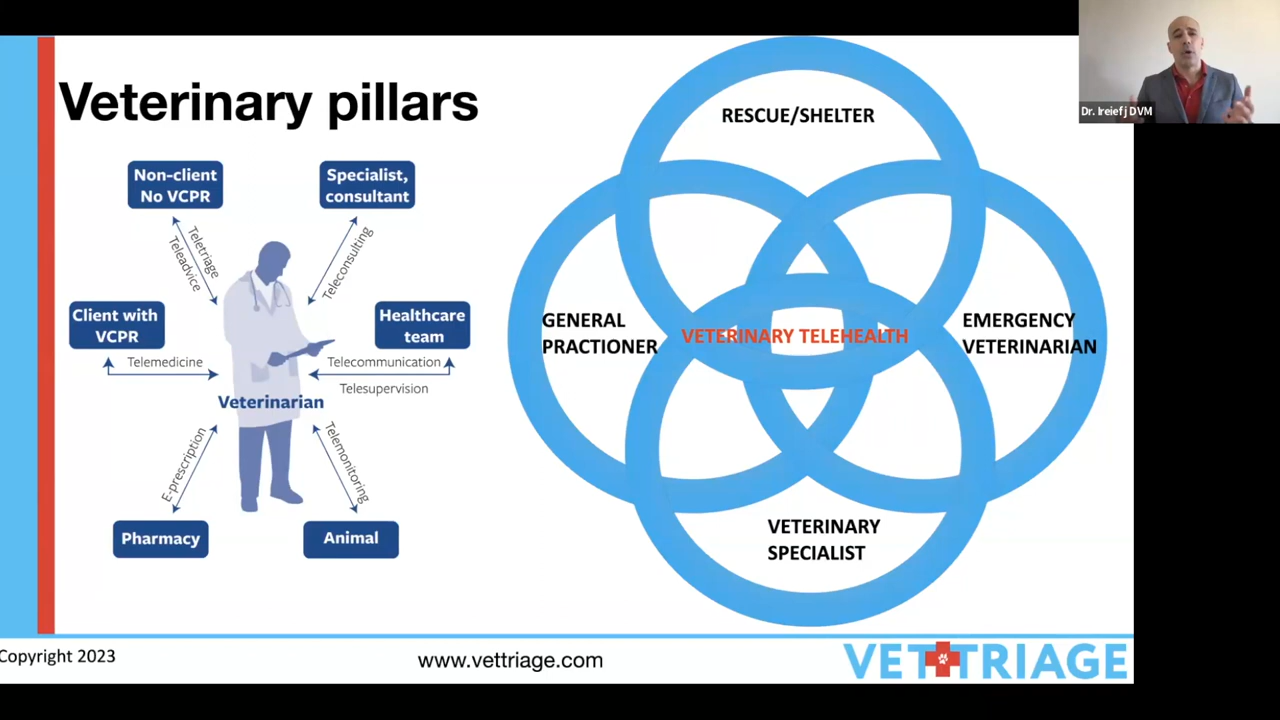 Veterinary pillars
Non-client
No VCPR
Specialist,
consultant
Teletriage
Teleadvice
Teleconsulting
Client with
VCPR
Healthcare
team
Telemedicine
Telecommunication
Telesupervision
Veterinarian
E-prescription
Telemonitoring
Pharmacy
Animal
RESCUE/SHELTER
GENERAL
PRACTIONER
VETERINARY TELEHEALTH
EMERGENCY
VETERINARIAN
VETERINARY
SPECIALIST
Copyright 2023
www.vettriage.com
VET TRIAGE
Dr. Ireiefj DVM